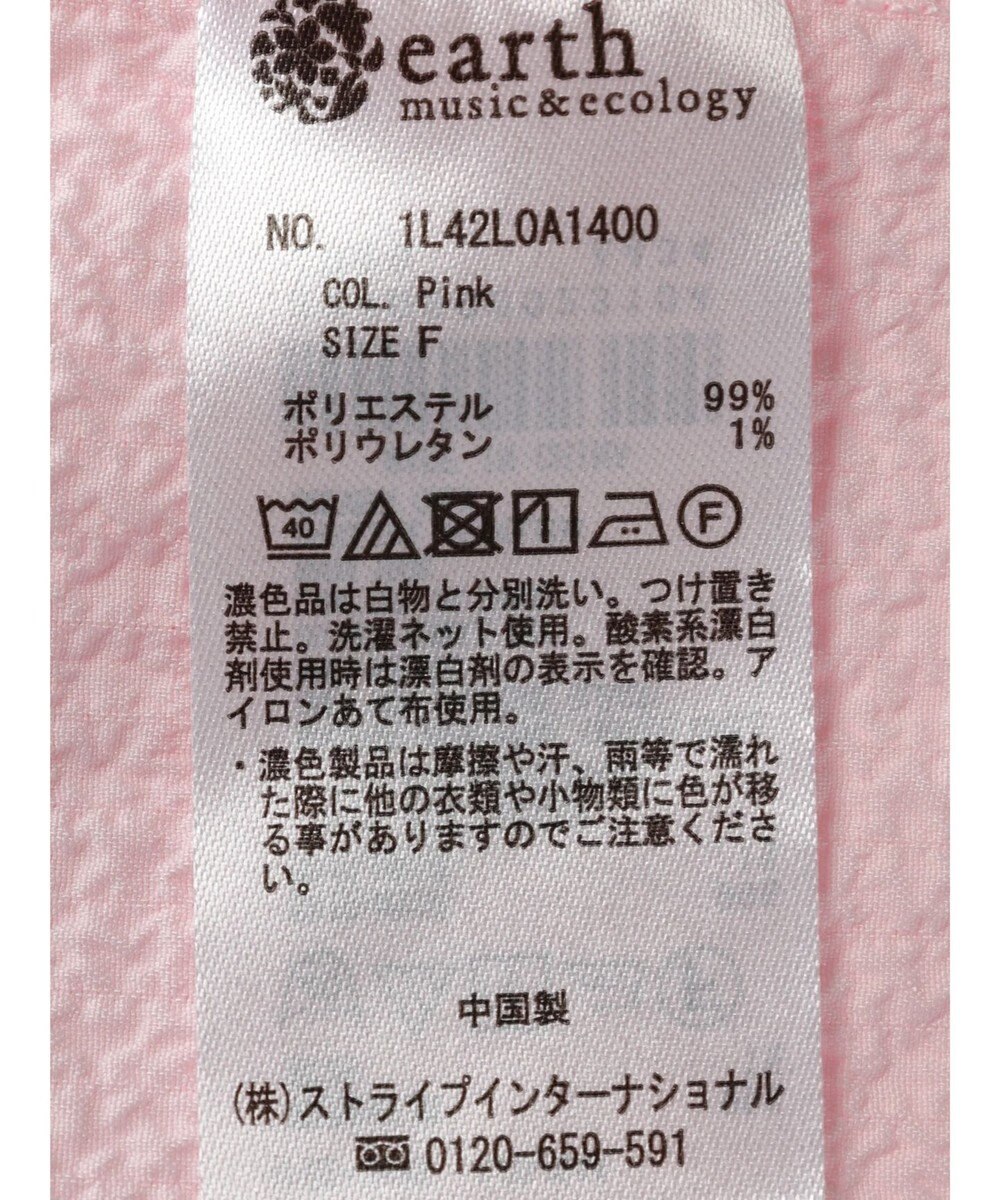 earth
music&ecology
NO. 1L42L0A1400
COL. Pink
SIZE F
ポリエステル 99%
ポリウレタン 1%
40 F
濃色品は白物と分別洗い。つけ置き
禁止。洗濯ネット使用。酸素系漂白
剤使用時は漂白剤の表示を確認。ア
イロンあて布使用。
・濃色製品は摩擦や汗、雨等で濡れ
た際に他の衣類や小物類に色が移
る事がありますのでご注意くださ
い。
中国製
(株)ストライプインターナショナル
0120-659-591